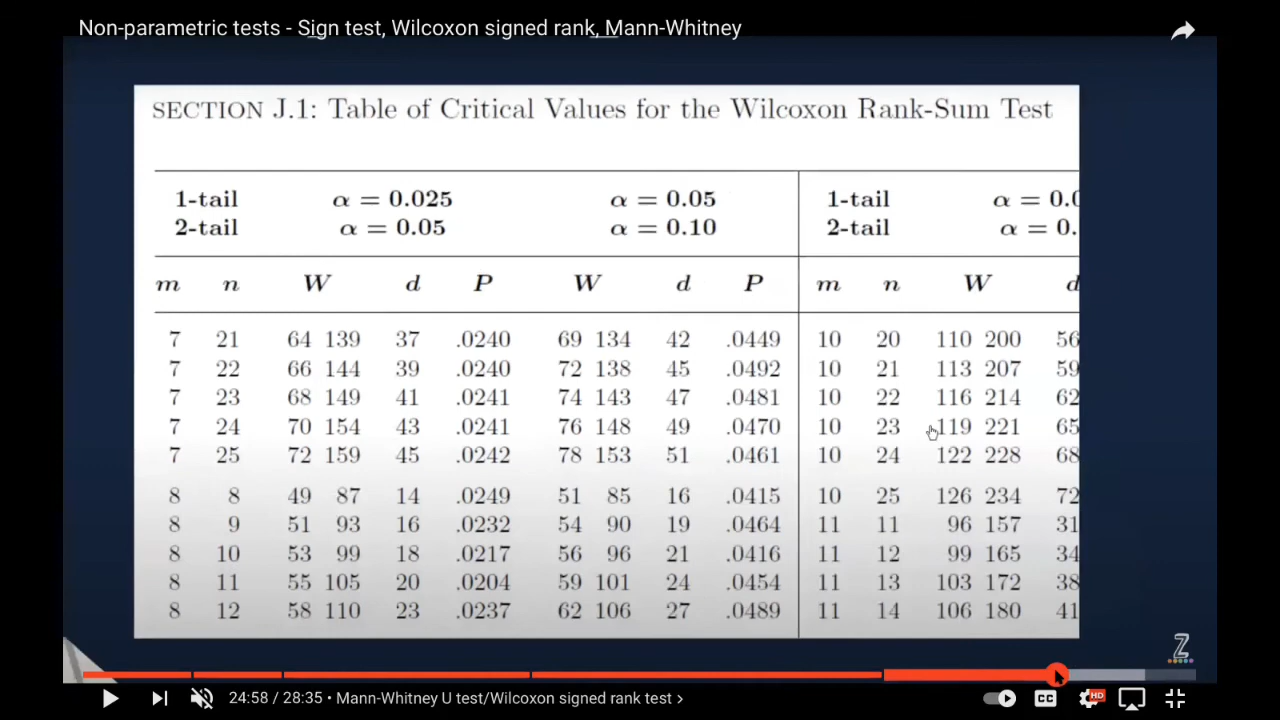 Non-parametric tests - Sign test, Wilcoxon signed rank, Mann-Whitney
SECTION J.1: Table of Critical Values for the Wilcoxon Rank-Sum Test
1-tail α = 0.025 α = 0.05 1-tail α = 0.0
2-tail α = 0.05 α = 0.10 2-tail α = 0.
m n W d P W d P m n W d
7 21 64 139 37 .0240 69 134 42 .0449 10 20 110 200 56
7 22 66 144 39 .0240 72 138 45 .0492 10 21 113 207 59
7 23 68 149 41 .0241 74 143 47 .0481 10 22 116 214 62
7 24 70 154 43 .0241 76 148 49 .0470 10 23 119 221 65
7 25 72 159 45 .0242 78 153 51 .0461 10 24 122 228 68
8 8 49 87 14 .0249 51 85 16 .0415 10 25 126 234 72
8 9 51 93 16 .0232 54 90 19 .0464 11 11 96 157 31
8 10 53 99 18 .0217 56 96 21 .0416 11 12 99 165 34
8 11 55 105 20 .0204 59 101 24 .0454 11 13 103 172 38
8 12 58 110 23 .0237 62 106 27 .0489 11 14 106 180 41
Z
24:58 / 28:35 • Mann-Whitney U test/Wilcoxon signed rank test ›
CC
HD